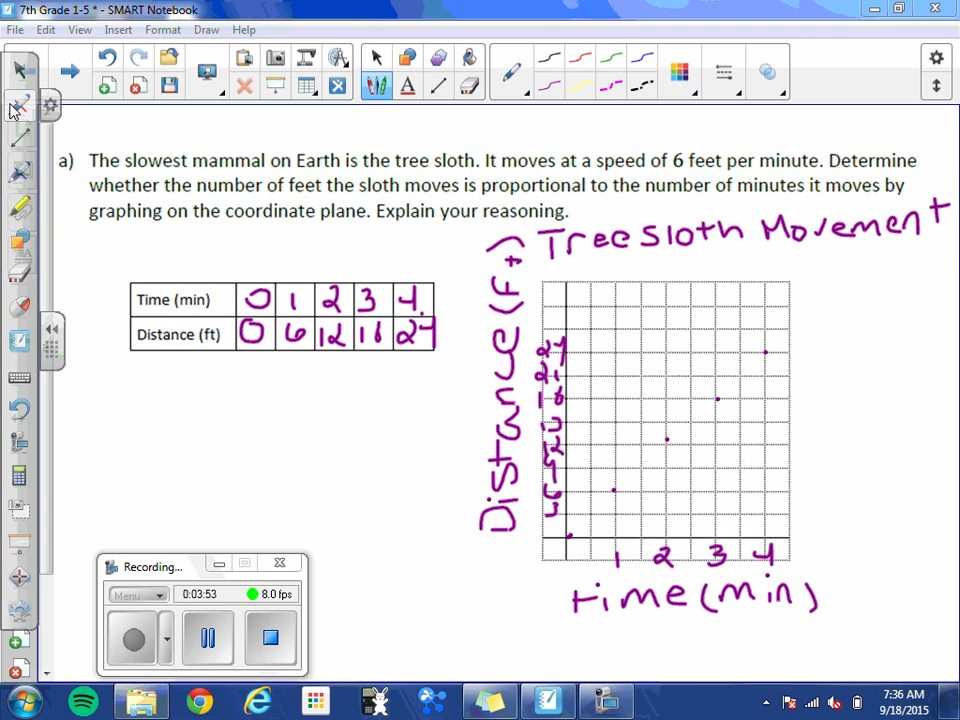 7th Grade 1-5 * - SMART Notebook
File Edit View Insert Format Draw Help
a) The slowest mammal on Earth is the tree sloth. It moves at a speed of 6 feet per minute. Determine
whether the number of feet the sloth moves is proportional to the number of minutes it moves by
graphing on the coordinate plane. Explain your reasoning.
Tree Sloth Movement
Time (min) 0 1 2 3 4
Distance (ft) 0 6 12 18 24
Distance (ft)
24
21
18
6
3
1 2 3 4
time (min)
Recording...
Menu 0:03:53 8.0 fps
7:36 AM
9/18/2015